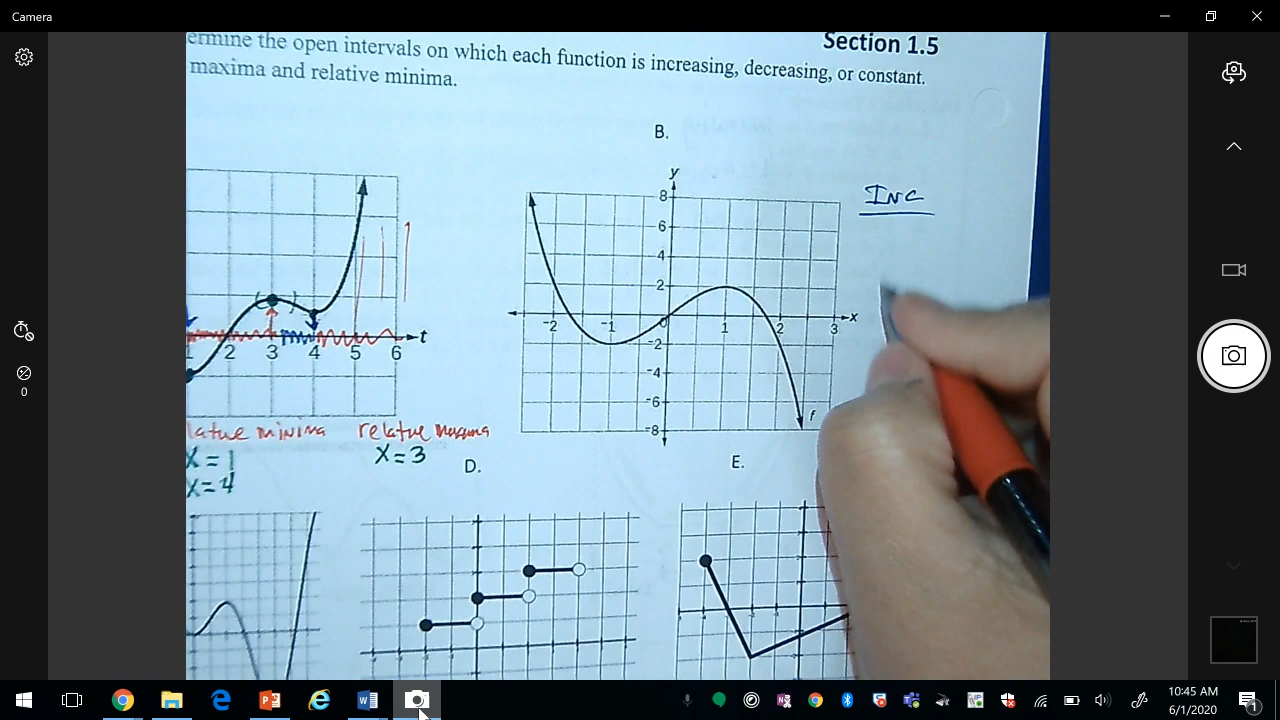 Camera
ermine the open intervals on which each function is increasing, decreasing, or constant.
Section 1.5
maxima and relative minima.
B.
y
8
6
4
2
0
-2
-4
-6
-8
-2
-1
1
2
3
x
f
INC
1
2
3
4
5
6
t
latue minima
x=1
x=4
relatue maxima
x=3
D.
E.
0
10:45 AM
6/1/2020
1